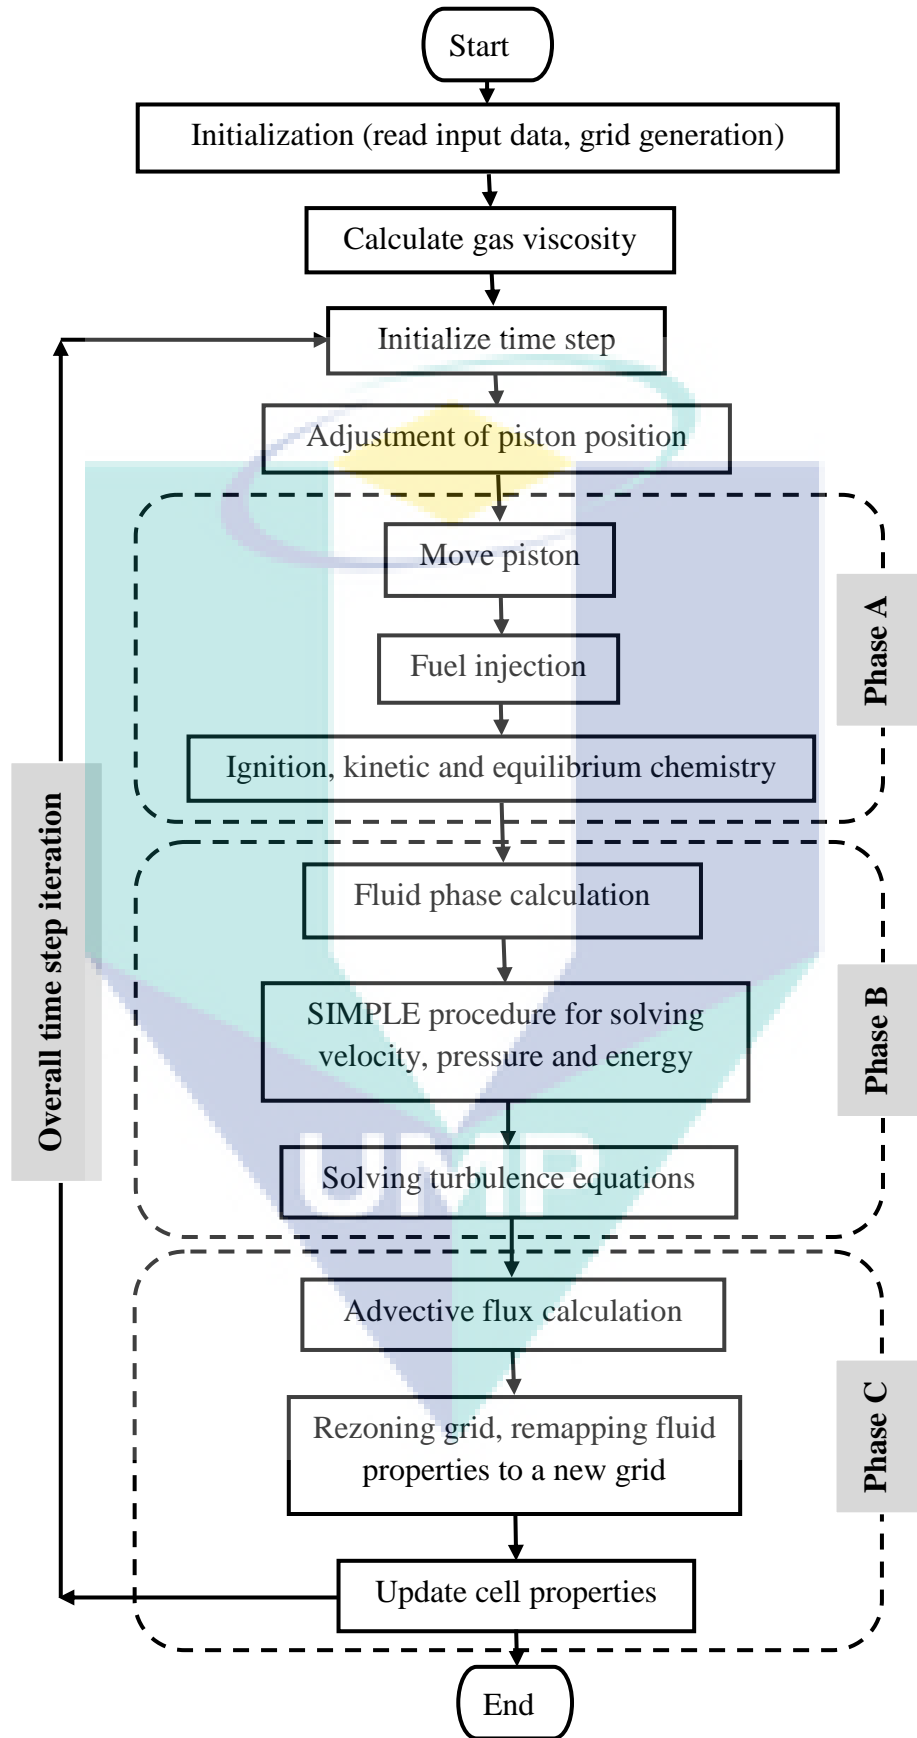 Start
Initialization (read input data, grid generation)
Calculate gas viscosity
Initialize time step
Adjustment of piston position
Move piston
Fuel injection
Ignition, kinetic and equilibrium chemistry
Phase A
Overall time step iteration
Fluid phase calculation
SIMPLE procedure for solving
velocity, pressure and energy
Phase B
UMP
Solving turbulence equations
Advective flux calculation
Rezoning grid, remapping fluid
properties to a new grid
Phase C
Update cell properties
End